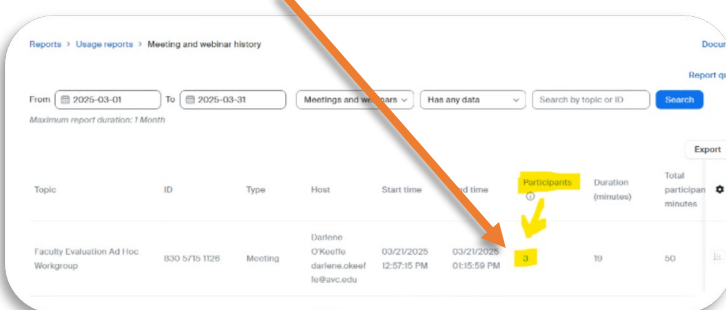 Reports > Usage reports > Meeting and webinar history
Docu
Report qu
From 2025-03-01 To 2025-03-31 Meetings and webinars Has any data Search by topic or ID Search
Maximum report duration: 1 Month
Export
Topic ID Type Host Start time End time Participants Duration (minutes) Total participan minutes
Faculty Evaluation Ad Hoc
Workgroup
830 5715 1126
Meeting
Darlene
O'Keeffe
darlene.okeef
fe@avc.edu
03/21/2025
12:57:15 PM
03/21/2025
01:15:59 PM
3
19
50